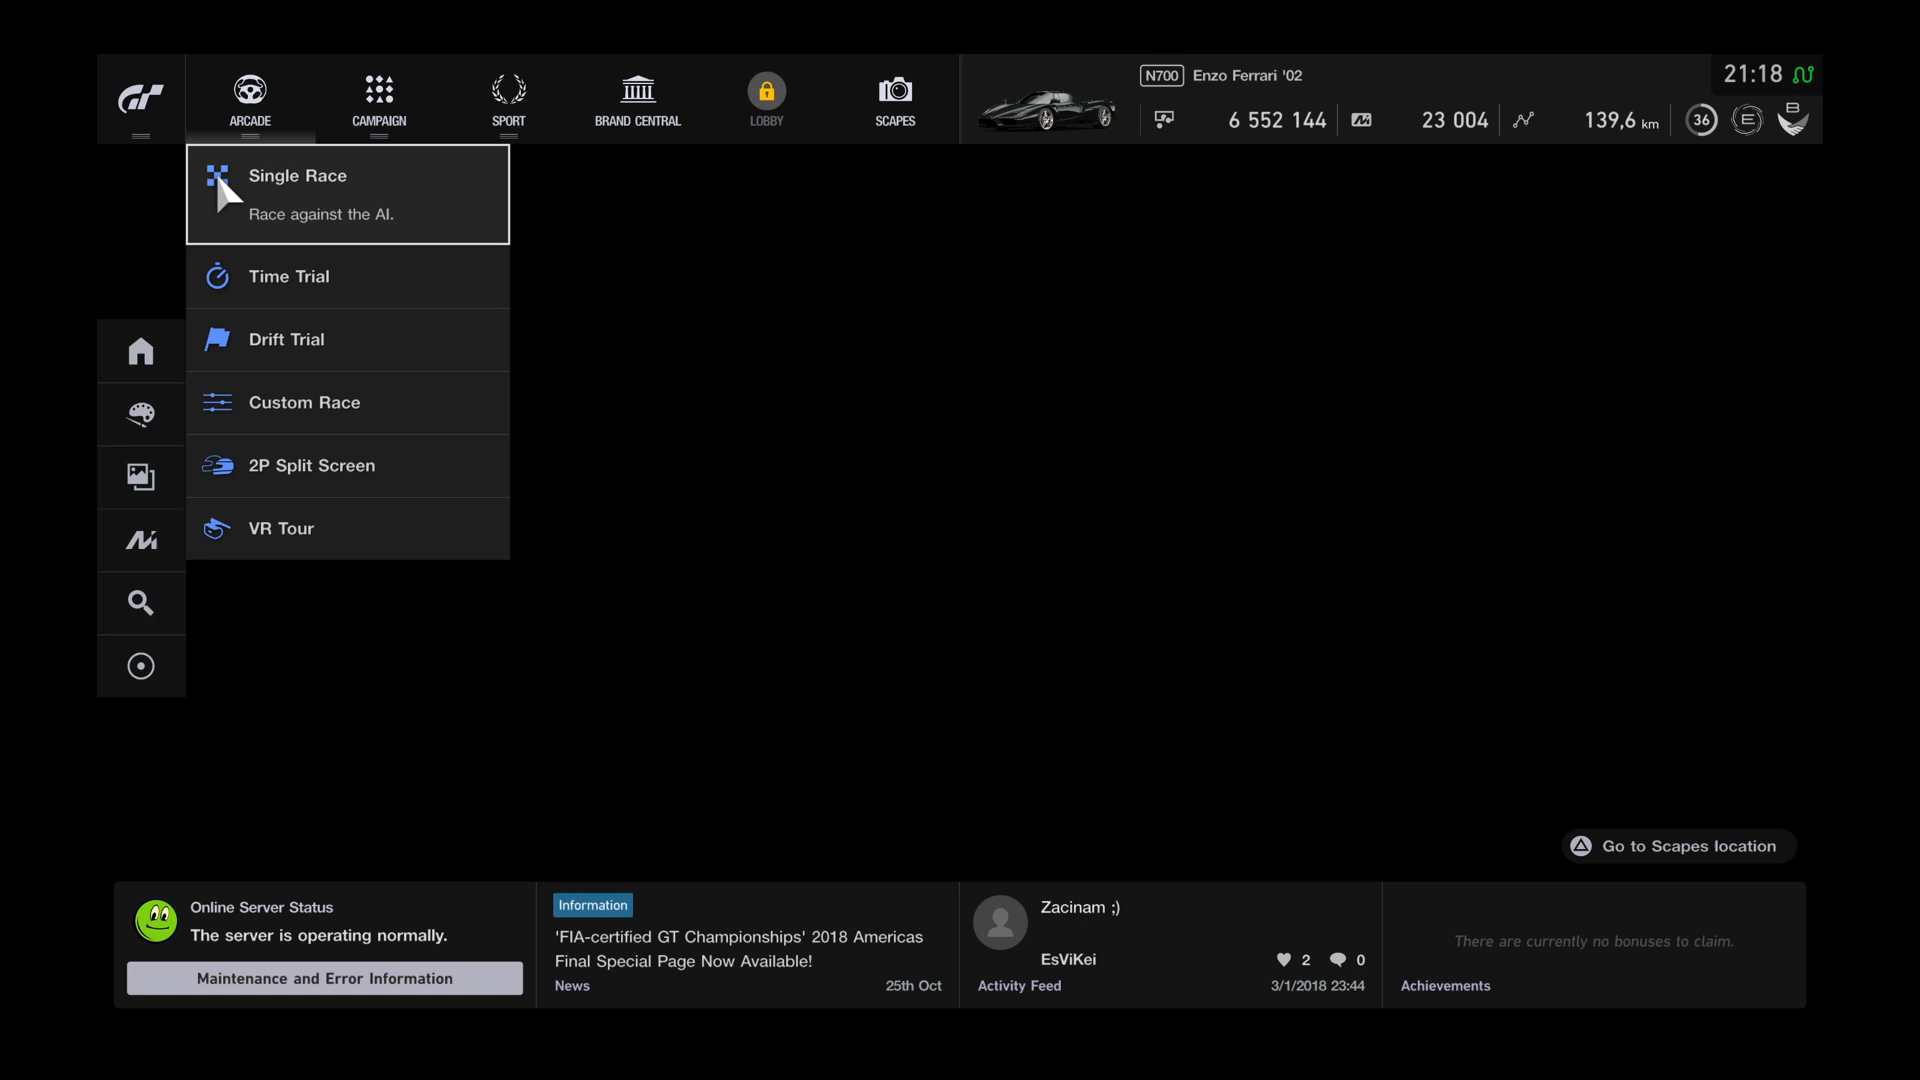 GT
ARCADE
CAMPAIGN
SPORT
BRAND CENTRAL
LOBBY
SCAPES
N700 Enzo Ferrari '02
21:18
6 552 144
23 004
139,6 km
36
E
B
Single Race
Race against the AI.
Time Trial
Drift Trial
Custom Race
2P Split Screen
VR Tour
Go to Scapes location
Online Server Status
The server is operating normally.
Maintenance and Error Information
Information
'FIA-certified GT Championships' 2018 Americas
Final Special Page Now Available!
News 25th Oct
Zacinam ;)
EsViKei 2 0
Activity Feed 3/1/2018 23:44
There are currently no bonuses to claim.
Achievements